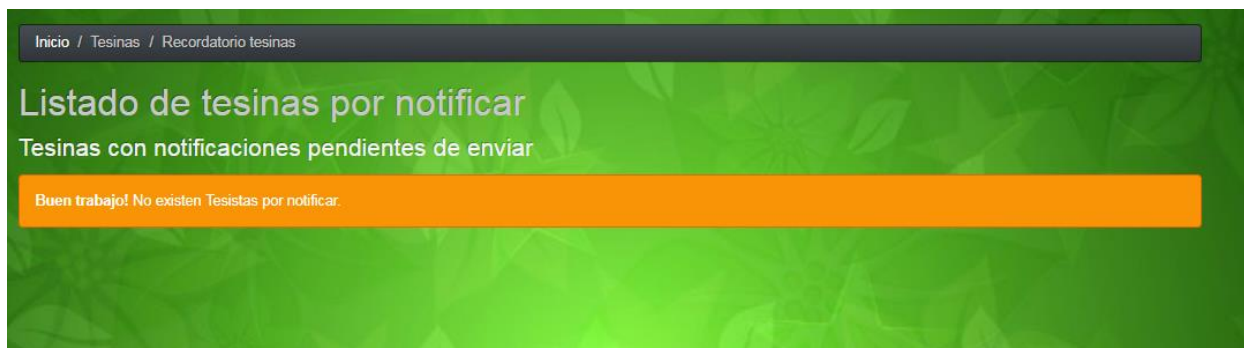 Inicio / Tesinas / Recordatorio tesinas
Listado de tesinas por notificar
Tesinas con notificaciones pendientes de enviar
Buen trabajo! No existen Tesistas por notificar.